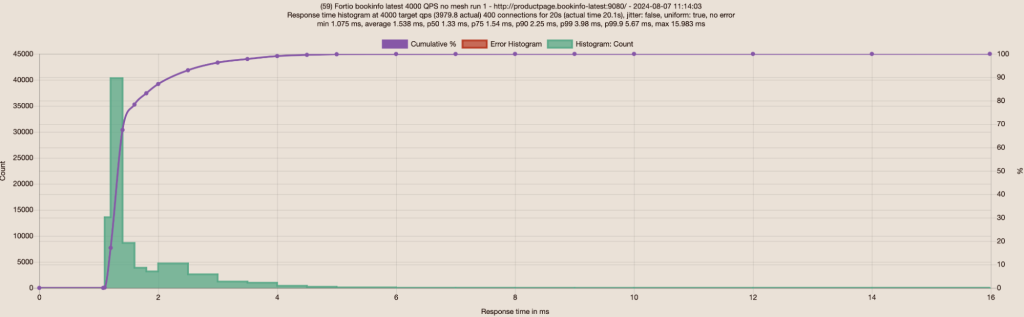 (59) Fortio bookinfo latest 4000 QPS no mesh run 1 - http://productpage.bookinfo-latest:9080/ - 2024-08-07 11:14:03
Response time histogram at 4000 target qps (3979.8 actual) 400 connections for 20s (actual time 20.1s), jitter: false, uniform: true, no error
min 1.075 ms, average 1.538 ms, p50 1.33 ms, p75 1.54 ms, p90 2.25 ms, p99 3.98 ms, p99.9 5.67 ms, max 15.983 ms
Cumulative % Error Histogram Histogram: Count
45000 100
40000 90
35000 80
30000 70
25000 60
20000 50
15000 40
10000 30
5000 20
0 10
0
Count
%
0 2 4 6 8 10 12 14 16
Response time in ms